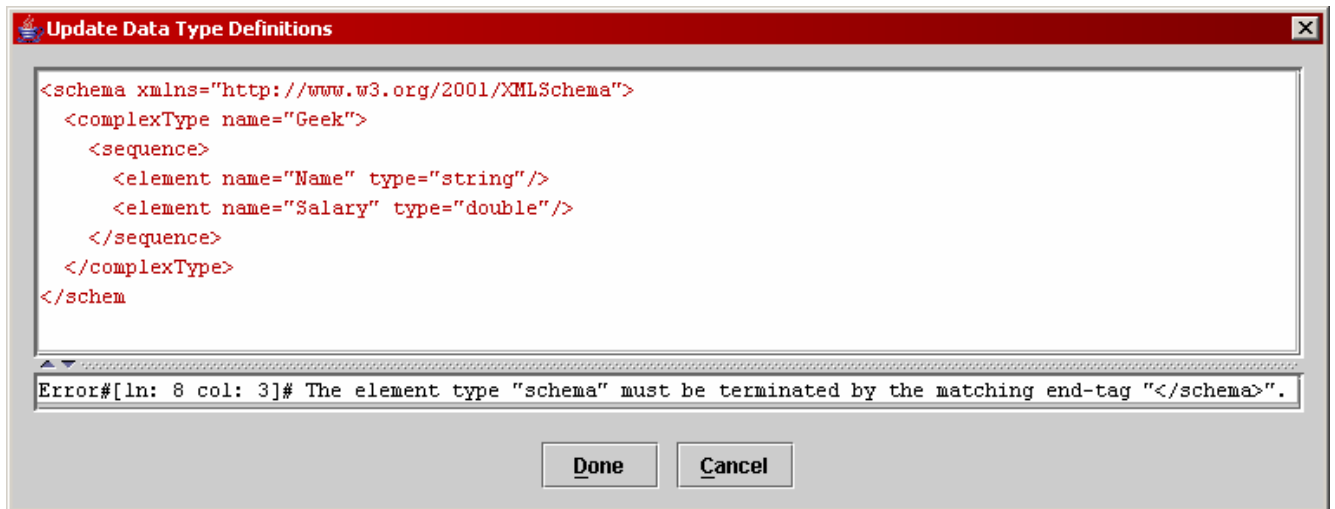 Update Data Type Definitions
<schema xmlns="http://www.w3.org/2001/XMLSchema">
  <complexType name="Geek">
    <sequence>
      <element name="Name" type="string"/>
      <element name="Salary" type="double"/>
    </sequence>
  </complexType>
</schem
Error#[ln: 8 col: 3]# The element type "schema" must be terminated by the matching end-tag "</schema>".
Done Cancel